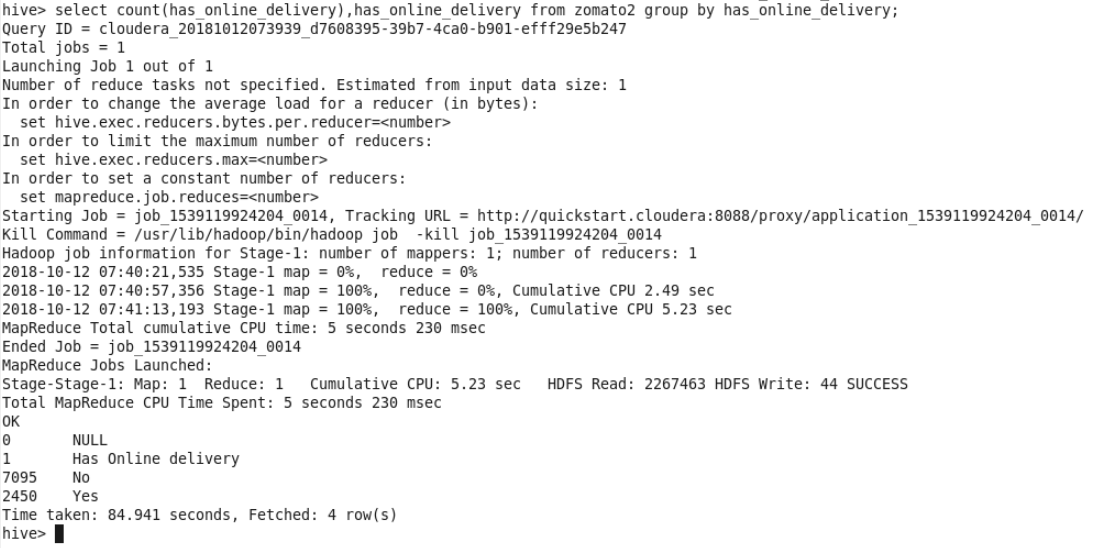 hive> select count(has_online_delivery),has_online_delivery from zomato2 group by has_online_delivery;
Query ID = cloudera_20181012073939_d7608395-39b7-4ca0-b901-efff29e5b247
Total jobs = 1
Launching Job 1 out of 1
Number of reduce tasks not specified. Estimated from input data size: 1
In order to change the average load for a reducer (in bytes):
  set hive.exec.reducers.bytes.per.reducer=<number>
In order to limit the maximum number of reducers:
  set hive.exec.reducers.max=<number>
In order to set a constant number of reducers:
  set mapreduce.job.reduces=<number>
Starting Job = job_1539119924204_0014, Tracking URL = http://quickstart.cloudera:8088/proxy/application_1539119924204_0014/
Kill Command = /usr/lib/hadoop/bin/hadoop job  -kill job_1539119924204_0014
Hadoop job information for Stage-1: number of mappers: 1; number of reducers: 1
2018-10-12 07:40:21,535 Stage-1 map = 0%,  reduce = 0%
2018-10-12 07:40:57,356 Stage-1 map = 100%,  reduce = 0%, Cumulative CPU 2.49 sec
2018-10-12 07:41:13,193 Stage-1 map = 100%,  reduce = 100%, Cumulative CPU 5.23 sec
MapReduce Total cumulative CPU time: 5 seconds 230 msec
Ended Job = job_1539119924204_0014
MapReduce Jobs Launched:
Stage-Stage-1: Map: 1  Reduce: 1   Cumulative CPU: 5.23 sec   HDFS Read: 2267463 HDFS Write: 44 SUCCESS
Total MapReduce CPU Time Spent: 5 seconds 230 msec
OK
0       NULL
1       Has Online delivery
7095    No
2450    Yes
Time taken: 84.941 seconds, Fetched: 4 row(s)
hive>